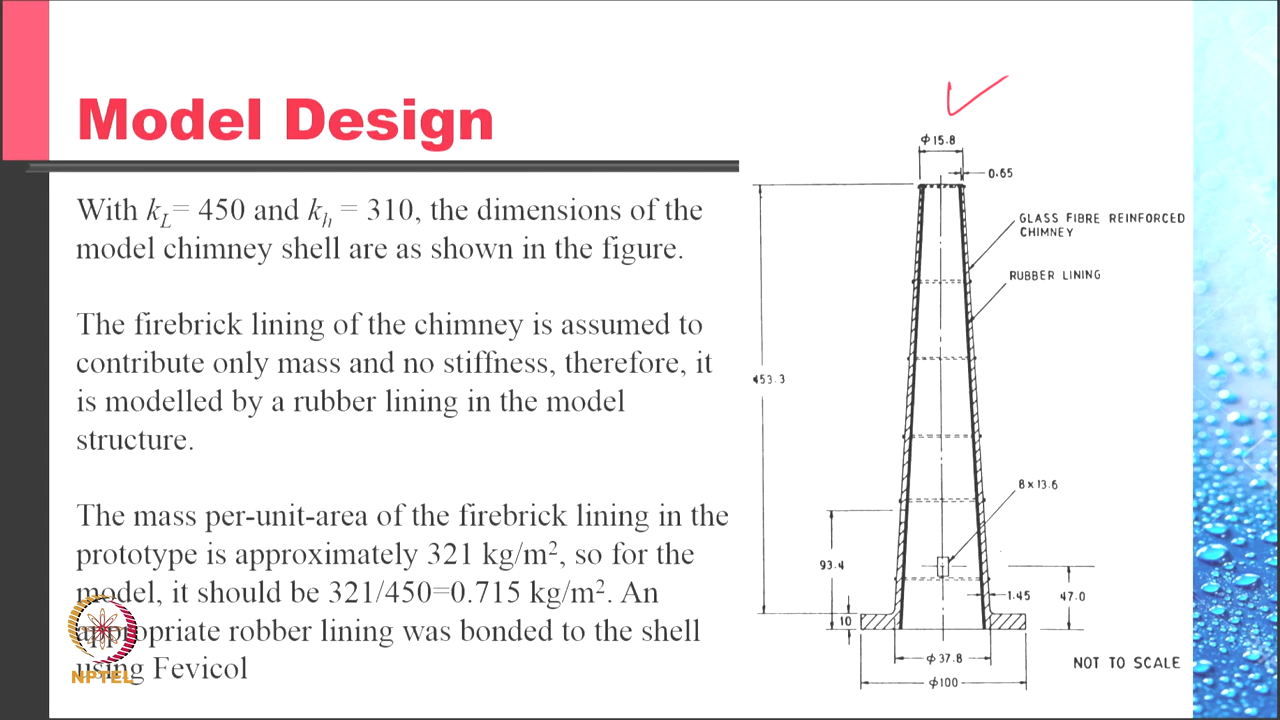 Model Design
With kL= 450 and kh = 310, the dimensions of the
model chimney shell are as shown in the figure.
The firebrick lining of the chimney is assumed to
contribute only mass and no stiffness, therefore, it
is modelled by a rubber lining in the model
structure.
The mass per-unit-area of the firebrick lining in the
prototype is approximately 321 kg/m², so for the
model, it should be 321/450=0.715 kg/m². An
appropriate robber lining was bonded to the shell
using Fevicol
NPTEL
ϕ 15.8
0.65
GLASS FIBRE REINFORCED
CHIMNEY
RUBBER LINING
453.3
8 x 13.6
93.4
1.45
47.0
10
ϕ 37.8
NOT TO SCALE
ϕ100